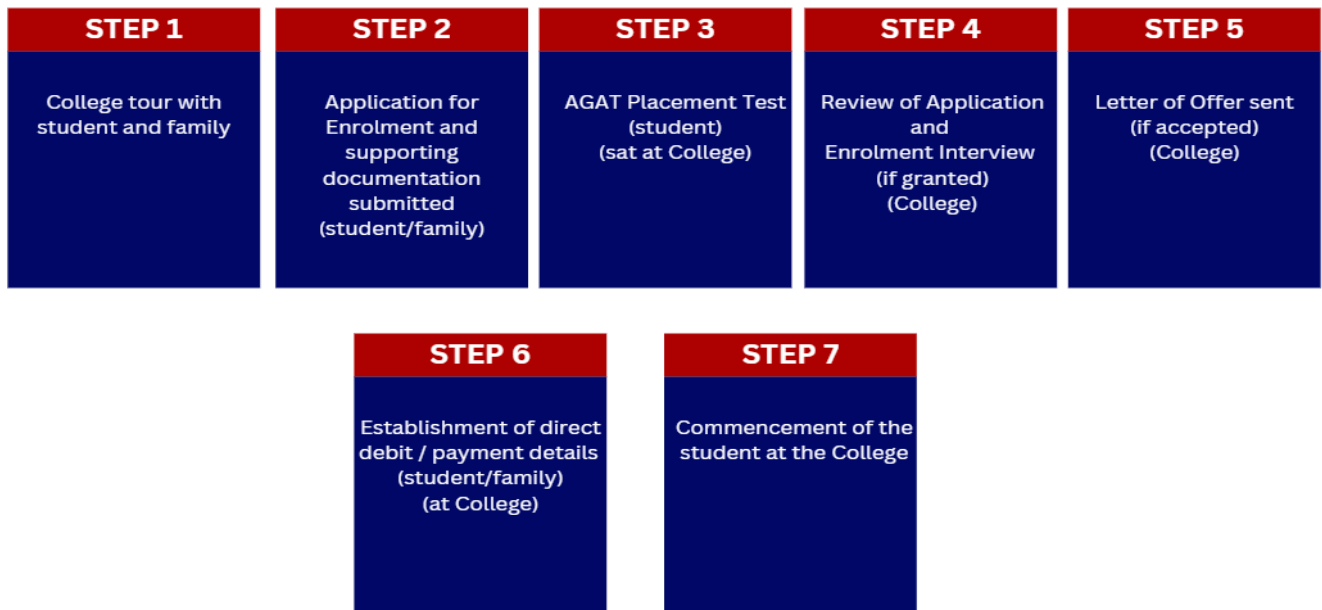 STEP 1
College tour with
student and family
STEP 2
Application for
Enrolment and
supporting
documentation
submitted
(student/family)
STEP 3
AGAT Placement Test
(student)
(sat at College)
STEP 4
Review of Application
and
Enrolment Interview
(if granted)
(College)
STEP 5
Letter of Offer sent
(if accepted)
(College)
STEP 6
Establishment of direct
debit / payment details
(student/family)
(at College)
STEP 7
Commencement of the
student at the College